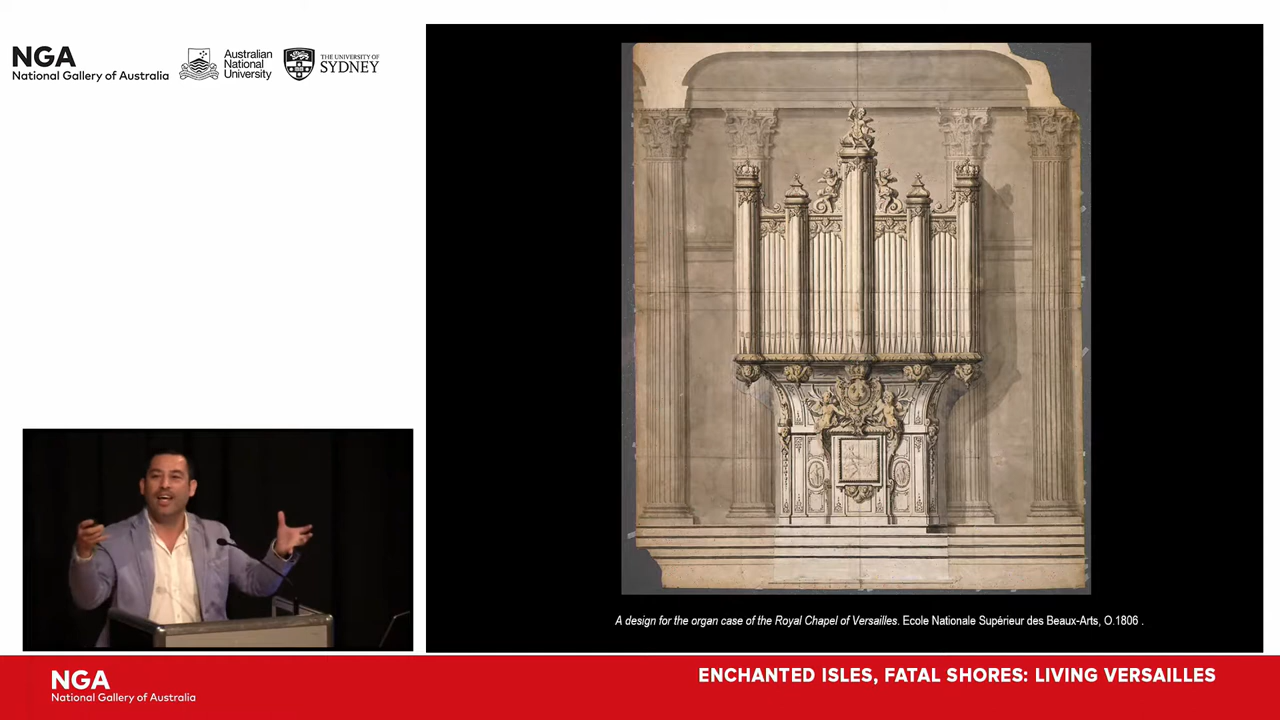 NGA
National Gallery of Australia
Australian
National
University
THE UNIVERSITY OF
SYDNEY
A design for the organ case of the Royal Chapel of Versailles. Ecole Nationale Supérieur des Beaux-Arts, O.1806 .
NGA
National Gallery of Australia
ENCHANTED ISLES, FATAL SHORES: LIVING VERSAILLES